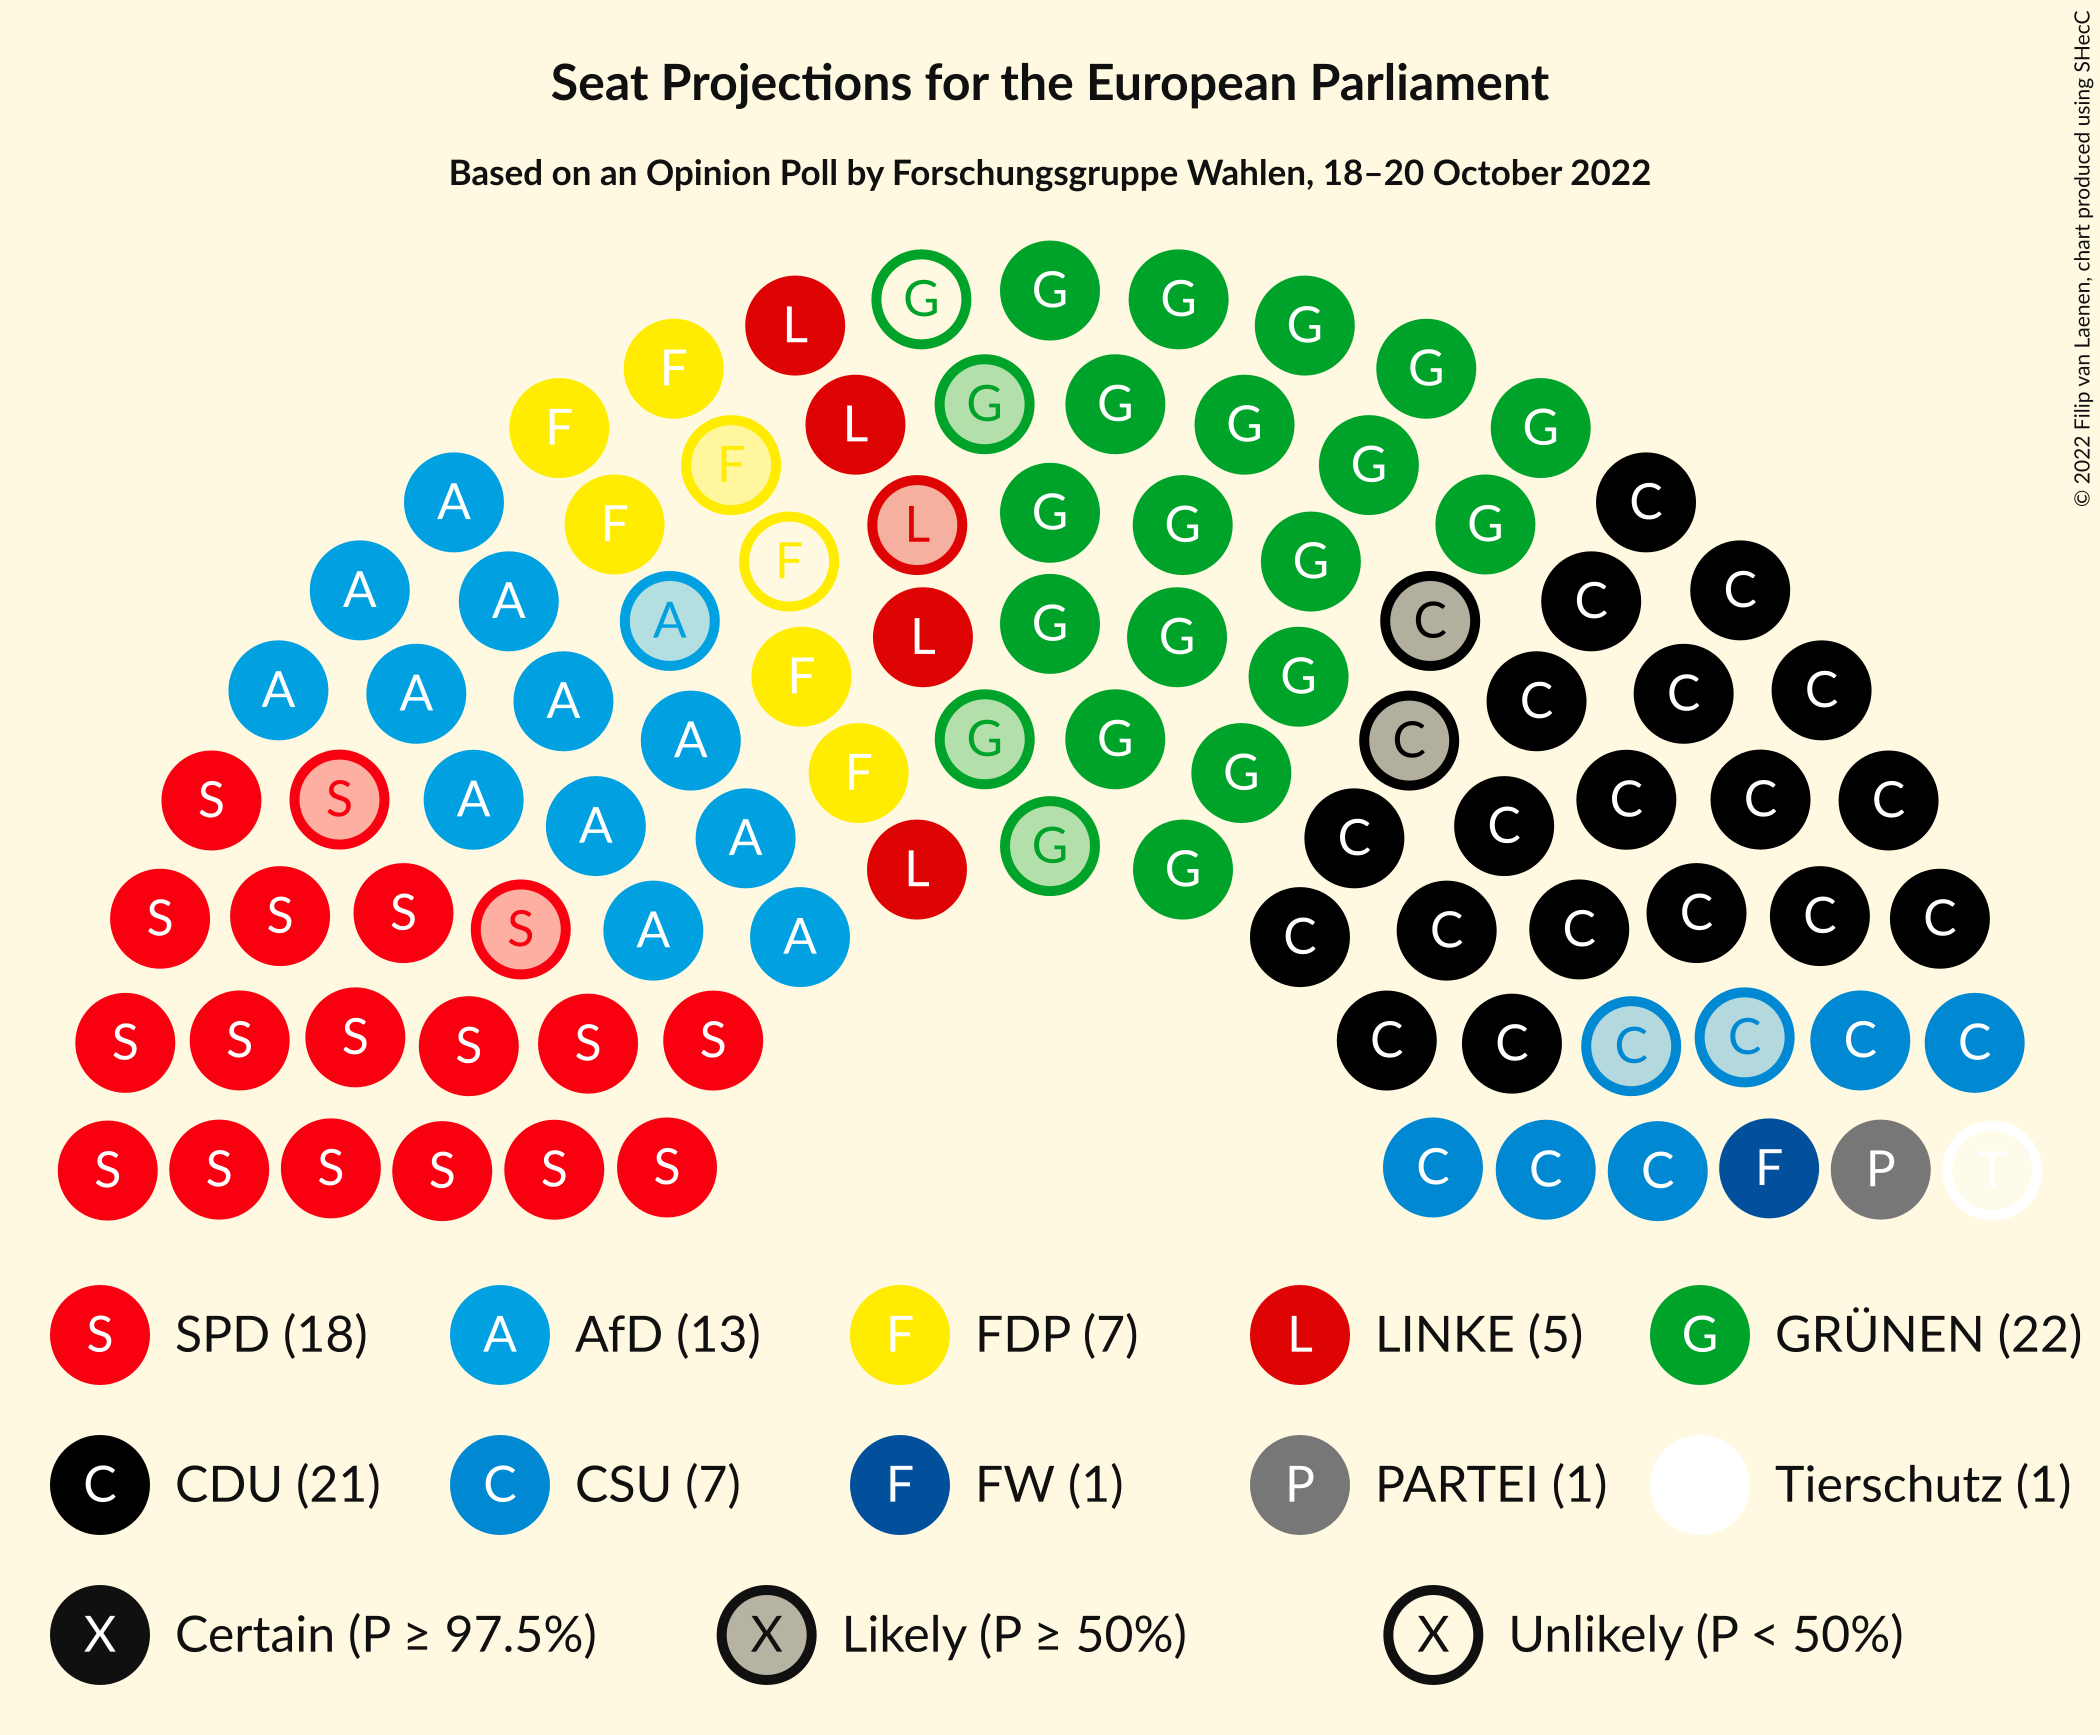 Seat Projections for the European Parliament
Based on an Opinion Poll by Forschungsgruppe Wahlen, 18–20 October 2022
© 2022 Filip van Laenen, chart produced using SHecC
G G G G
L G
F G
G G G
F L G
F G
A G C
F L G
A F G G
F G
A C
A G G
A A C C
L G G
F G
A A C C
A A C C
A C
G G G
F G
S S A C C C
A C
A C
L G G
S S S C C C
S A C C
A C
S S S S S S C C C C C C
S S S S S S C C C F P T
S SPD (18) A AfD (13) F FDP (7) L LINKE (5) G GRÜNEN (22)
C CDU (21) C CSU (7) F FW (1) P PARTEI (1) Tierschutz (1)
X Certain (P ≥ 97.5%) X Likely (P ≥ 50%) X Unlikely (P < 50%)